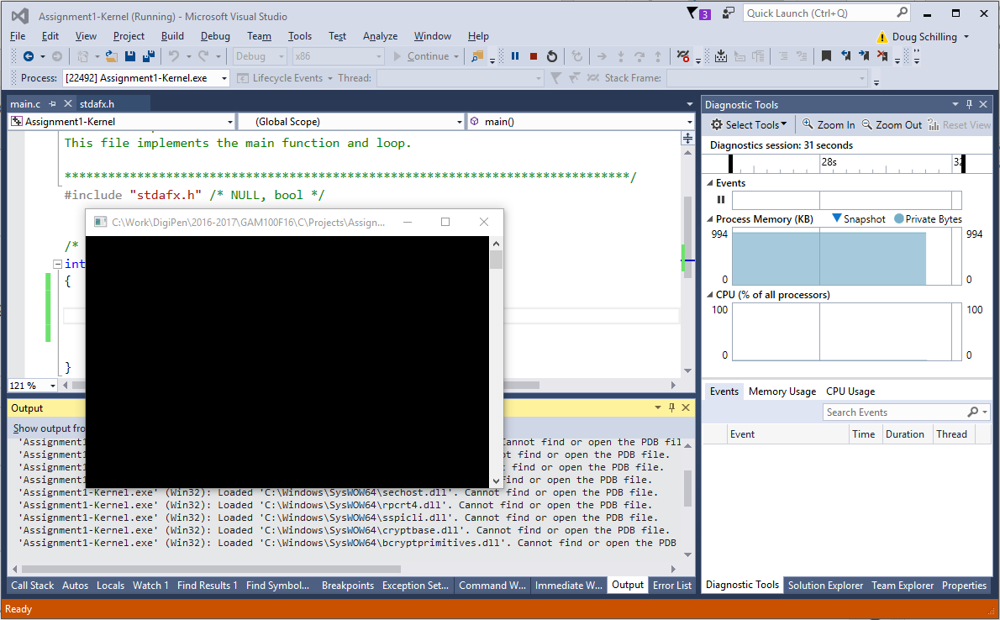 Assignment1-Kernel (Running) - Microsoft Visual Studio
3
Quick Launch (Ctrl+Q)
File Edit View Project Build Debug Team Tools Test Analyze Window Help
Doug Schilling
Debug x86 Continue
Process: [22492] Assignment1-Kernel.exe Lifecycle Events Thread: Stack Frame:
main.c stdafx.h
Assignment1-Kernel (Global Scope) main()
This file implements the main function and loop.
******************************************************************************/
#include "stdafx.h" /* NULL, bool */
C:\Work\DigiPen\2016-2017\GAM100F16\C\Projects\Assign...
/*
int
{
}
121 %
Output
Show output fro
'Assignment1 Cannot find or open the PDB fil
'Assignment1 t find or open the PDB file.
'Assignment1 find or open the PDB file.
'Assignment1 ind or open the PDB file.
'Assignment1-Kernel.exe' (Win32): Loaded 'C:\Windows\SysWOW64\sechost.dll'. Cannot find or open the PDB file.
'Assignment1-Kernel.exe' (Win32): Loaded 'C:\Windows\SysWOW64\rpcrt4.dll'. Cannot find or open the PDB file.
'Assignment1-Kernel.exe' (Win32): Loaded 'C:\Windows\SysWOW64\sspicli.dll'. Cannot find or open the PDB file.
'Assignment1-Kernel.exe' (Win32): Loaded 'C:\Windows\SysWOW64\cryptbase.dll'. Cannot find or open the PDB file.
'Assignment1-Kernel.exe' (Win32): Loaded 'C:\Windows\SysWOW64\bcryptprimitives.dll'. Cannot find or open the PDB
Call Stack Autos Locals Watch 1 Find Results 1 Find Symbol... Breakpoints Exception Set... Command W... Immediate W... Output Error List
Diagnostic Tools
Select Tools Zoom In Zoom Out Reset View
Diagnostics session: 31 seconds
28s 32
Events
Process Memory (KB) Snapshot Private Bytes
994 994
0 0
CPU (% of all processors)
100 100
0 0
Events Memory Usage CPU Usage
Search Events
Event Time Duration Thread
Diagnostic Tools Solution Explorer Team Explorer Properties
Ready